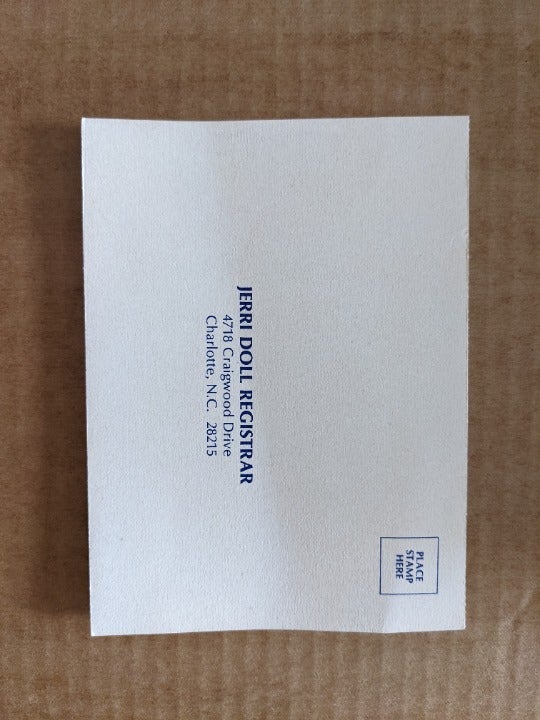 PLACE
STAMP
HERE
JERRI DOLL REGISTRAR
4718 Craigwood Drive
Charlotte, N.C. 28215